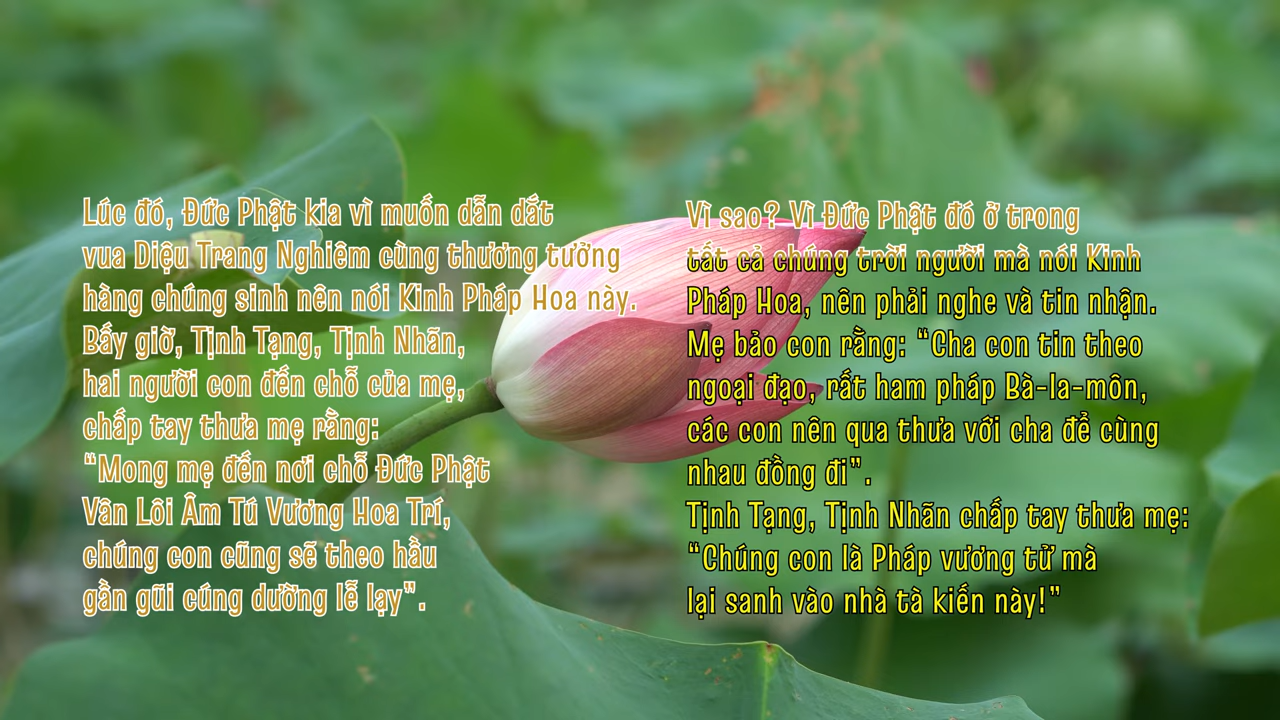 Lúc đó, Đức Phật kia vì muốn dẫn dắt
vua Diệu Trang Nghiêm cùng thương tưởng
hàng chúng sinh nên nói Kinh Pháp Hoa này.
Bấy giờ, Tịnh Tạng, Tịnh Nhãn,
hai người con đến chỗ của mẹ,
chắp tay thưa mẹ rằng:
“Mong mẹ đến nơi chỗ Đức Phật
Vân Lôi Âm Tú Vương Hoa Trí,
chúng con cũng sẽ theo hầu
gần gũi cúng dường lễ lạy”.
Vì sao? Vì Đức Phật đó ở trong
tất cả chúng trời người mà nói Kinh
Pháp Hoa, nên phải nghe và tin nhận.
Mẹ bảo con rằng: “Cha con tin theo
ngoại đạo, rất ham pháp Bà-la-môn,
các con nên qua thưa với cha để cùng
nhau đồng đi”.
Tịnh Tạng, Tịnh Nhãn chấp tay thưa mẹ:
“Chúng con là Pháp vương tử mà
lại sanh vào nhà tà kiến này!”